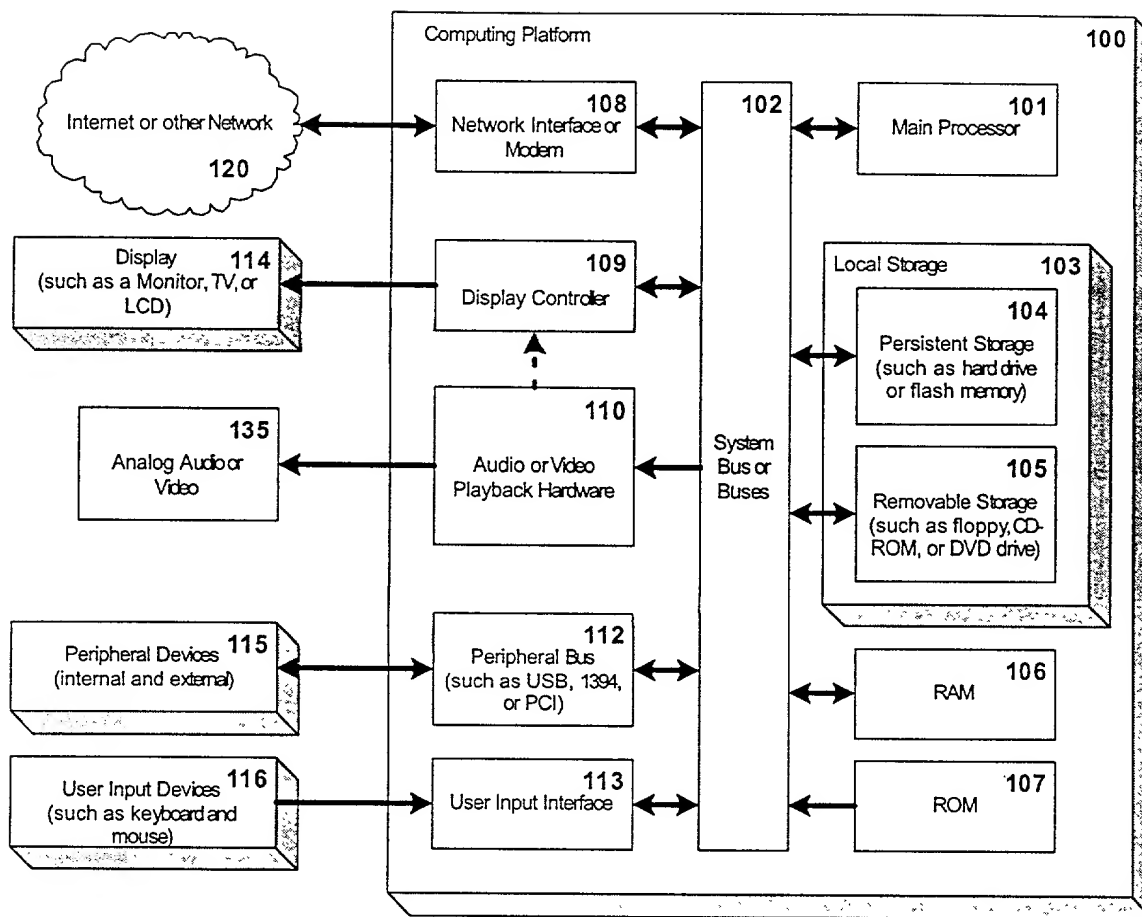 Computing Platform
100
Internet or other Network
120
108
Network Interface or
Modem
102
System
Bus or
Buses
101
Main Processor
Display
114
(such as a Monitor, TV, or
LCD)
109
Display Controller
Local Storage
103
104
Persistent Storage
(such as hard drive
or flash memory)
135
Analog Audio or
Video
110
Audio or Video
Playback Hardware
105
Removable Storage
(such as floppy, CD-
ROM, or DVD drive)
115
Peripheral Devices
(internal and external)
112
Peripheral Bus
(such as USB, 1394,
or PCI)
106
RAM
User Input Devices
116
(such as keyboard and
mouse)
113
User Input Interface
107
ROM